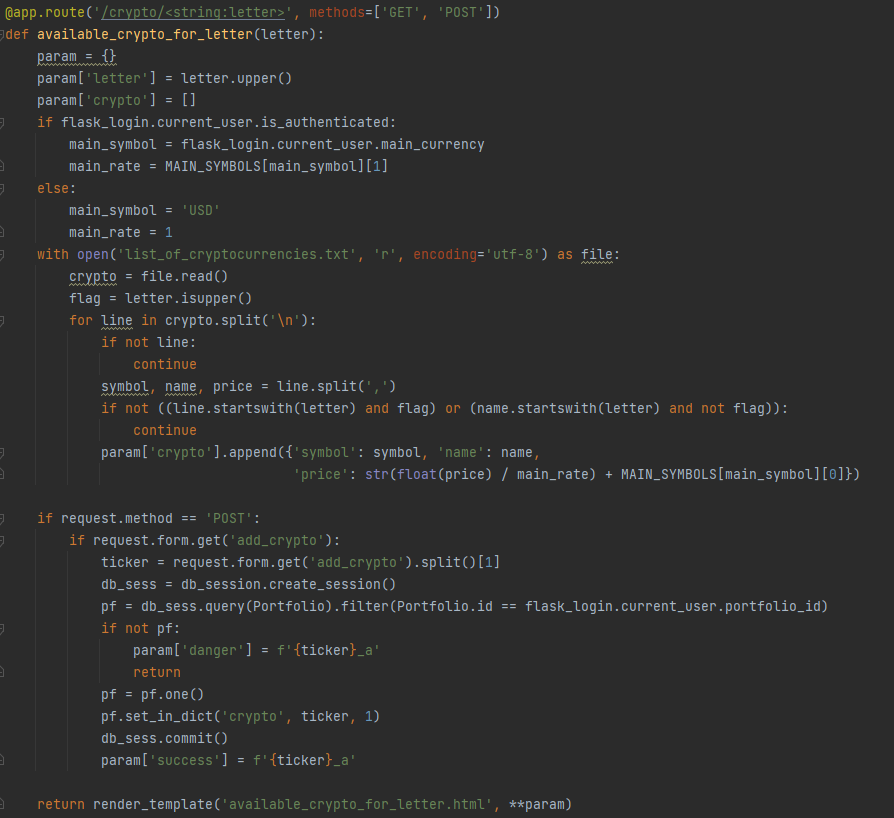 @app.route('/crypto/<string:letter>', methods=['GET', 'POST'])
def available_crypto_for_letter(letter):
    param = {}
    param['letter'] = letter.upper()
    param['crypto'] = []
    if flask_login.current_user.is_authenticated:
        main_symbol = flask_login.current_user.main_currency
        main_rate = MAIN_SYMBOLS[main_symbol][1]
    else:
        main_symbol = 'USD'
        main_rate = 1
    with open('list_of_cryptocurrencies.txt', 'r', encoding='utf-8') as file:
        crypto = file.read()
        flag = letter.isupper()
        for line in crypto.split('\n'):
            if not line:
                continue
            symbol, name, price = line.split(',')
            if not ((line.startswith(letter) and flag) or (name.startswith(letter) and not flag)):
                continue
            param['crypto'].append({'symbol': symbol, 'name': name,
                                    'price': str(float(price) / main_rate) + MAIN_SYMBOLS[main_symbol][0]})
    if request.method == 'POST':
        if request.form.get('add_crypto'):
            ticker = request.form.get('add_crypto').split()[1]
            db_sess = db_session.create_session()
            pf = db_sess.query(Portfolio).filter(Portfolio.id == flask_login.current_user.portfolio_id)
            if not pf:
                param['danger'] = f'{ticker}_a'
                return
            pf = pf.one()
            pf.set_in_dict('crypto', ticker, 1)
            db_sess.commit()
            param['success'] = f'{ticker}_a'
    return render_template('available_crypto_for_letter.html', **param)